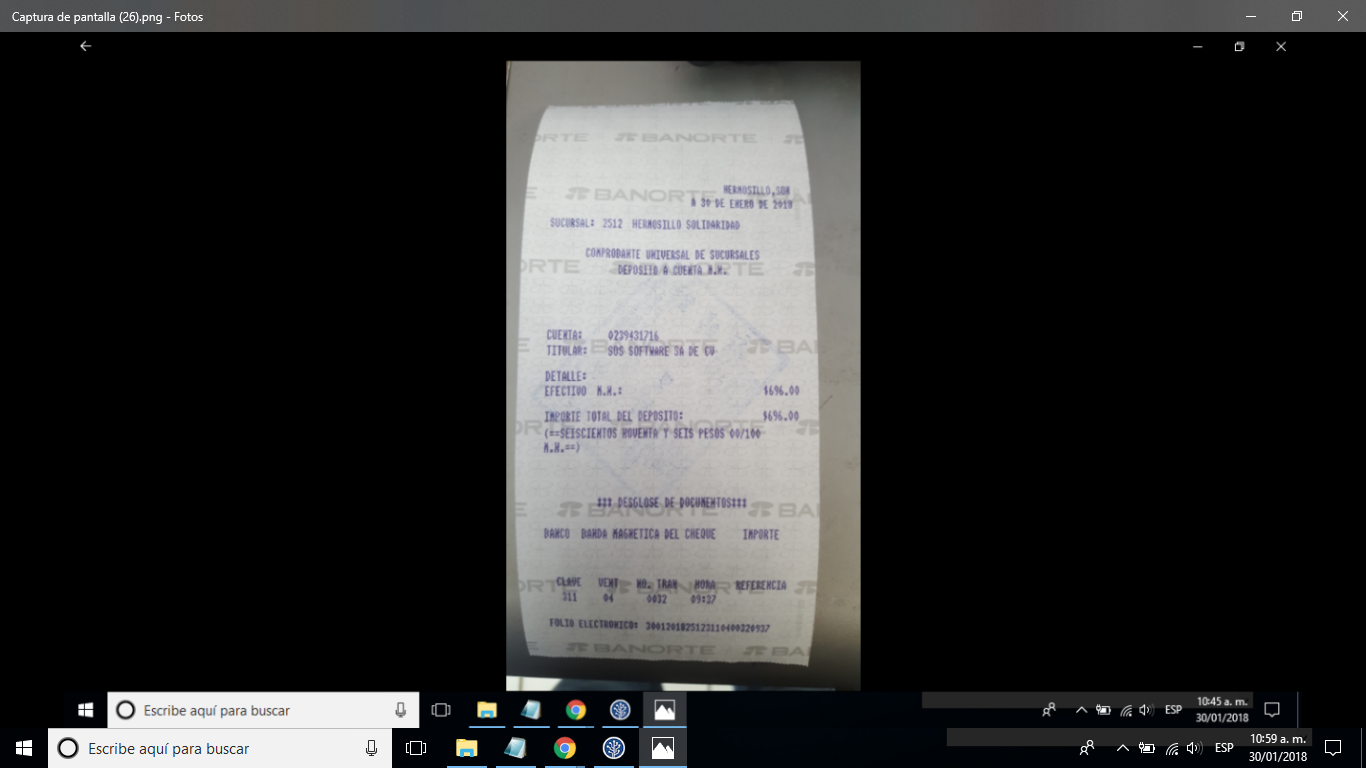 Captura de pantalla (26).png - Fotos
BANORTE
HERMOSILLO,SON
A 30 DE ENERO DE 2018
SUCURSAL: 2512 HERMOSILLO SOLIDARIDAD
COMPROBANTE UNIVERSAL DE SUCURSALES
DEPOSITO A CUENTA M.N.
CUENTA: 0239431716
TITULAR: SOS SOFTWARE SA DE CV
DETALLE:
EFECTIVO M.N.: $696.00
IMPORTE TOTAL DEL DEPOSITO: $696.00
(==SEISCIENTOS NOVENTA Y SEIS PESOS 00/100
M.N.==)
*** DESGLOSE DE DOCUMENTOS***
BANCO BANDA MAGNETICA DEL CHEQUE IMPORTE
CLAVE VENT NO. TRAN HORA REFERENCIA
311 04 0032 09:37
FOLIO ELECTRONICO: 3001201825123110400320937
Escribe aquí para buscar
ESP
10:45 a. m.
30/01/2018
Escribe aquí para buscar
ESP
10:59 a. m.
30/01/2018